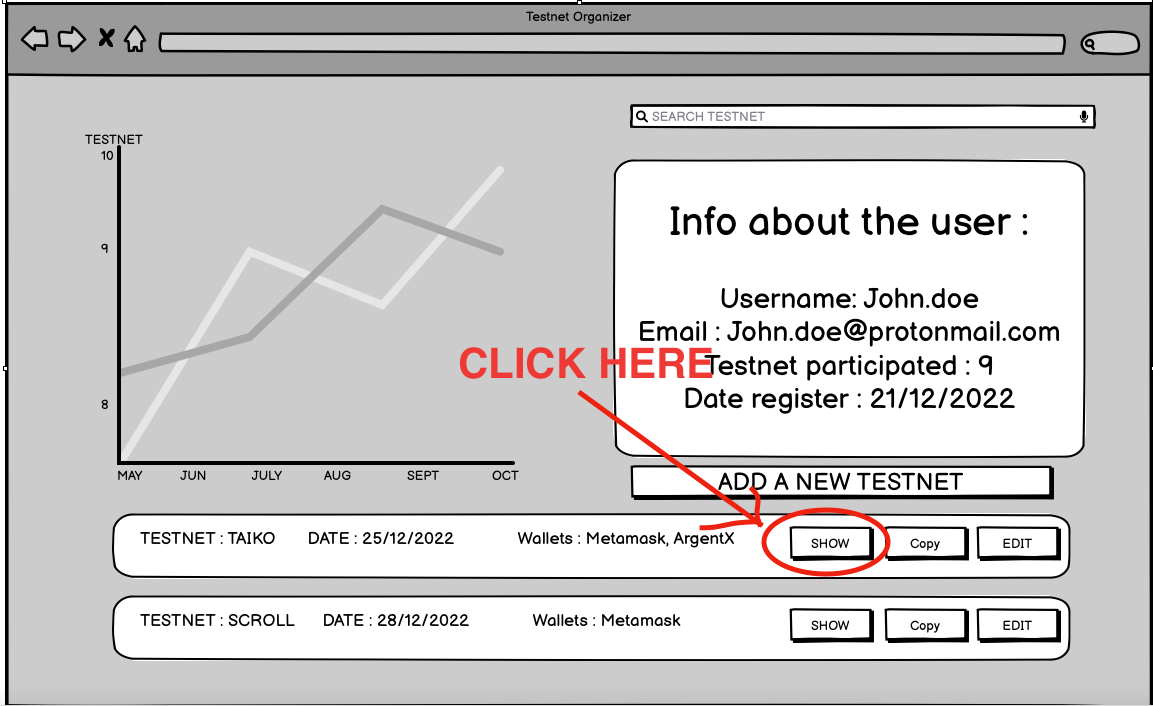 Testnet Organizer
SEARCH TESTNET
TESTNET
10
9
8
MAY JUN JULY AUG SEPT OCT
Info about the user :
Username: John.doe
Email : John.doe@protonmail.com
Testnet participated : 9
Date register : 21/12/2022
CLICK HERE
ADD A NEW TESTNET
TESTNET : TAIKO DATE : 25/12/2022 Wallets : Metamask, ArgentX SHOW Copy EDIT
TESTNET : SCROLL DATE : 28/12/2022 Wallets : Metamask SHOW Copy EDIT